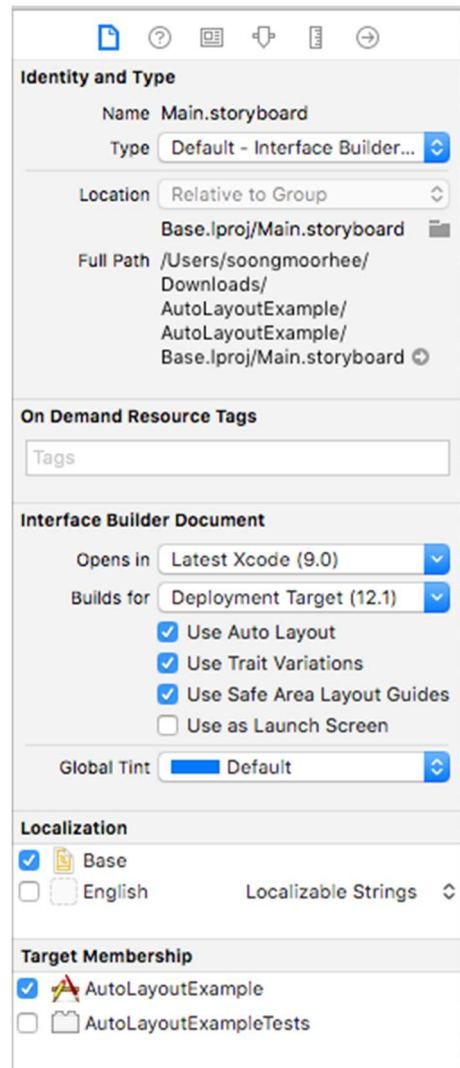 Identity and Type
Name Main.storyboard
Type Default - Interface Builder...
Location Relative to Group
Base.lproj/Main.storyboard
Full Path /Users/soongmoorhee/
Downloads/
AutoLayoutExample/
AutoLayoutExample/
Base.lproj/Main.storyboard
On Demand Resource Tags
Tags
Interface Builder Document
Opens in Latest Xcode (9.0)
Builds for Deployment Target (12.1)
Use Auto Layout
Use Trait Variations
Use Safe Area Layout Guides
Use as Launch Screen
Global Tint Default
Localization
Base
English Localizable Strings
Target Membership
AutoLayoutExample
AutoLayoutExampleTests